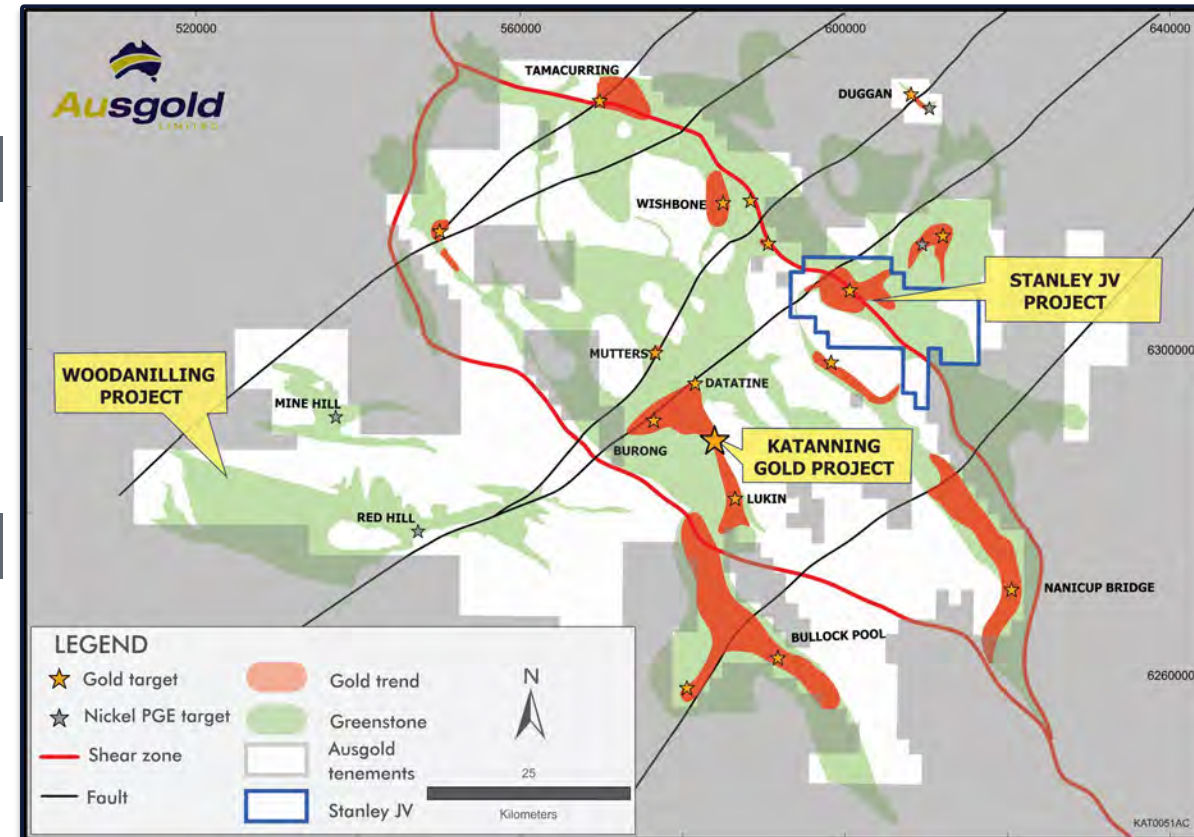 520000
560000
600000
640000
Ausgold
LIMITED
TAMACURRING
DUGGAN
WISHBONE
STANLEY JV
PROJECT
MUTTERS
6300000
WOODANILLING
PROJECT
DATATINE
MINE HILL
BURONG
KATANNING
GOLD PROJECT
LUKIN
RED HILL
NANICUP BRIDGE
BULLOCK POOL
6260000
LEGEND
Gold target
Nickel PGE target
Shear zone
Fault
Gold trend
Greenstone
Ausgold
tenements
Stanley JV
N
25
Kilometers
KAT0051AC